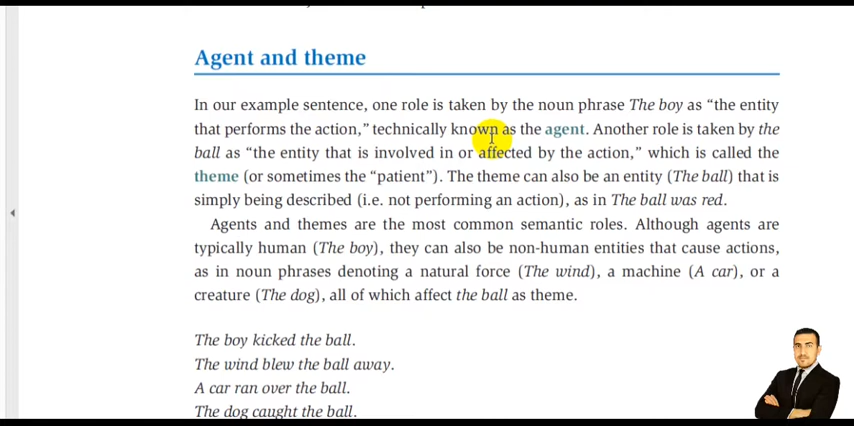 Agent and theme
In our example sentence, one role is taken by the noun phrase The boy as “the entity
that performs the action,” technically known as the agent. Another role is taken by the
ball as “the entity that is involved in or affected by the action,” which is called the
theme (or sometimes the “patient”). The theme can also be an entity (The ball) that is
simply being described (i.e. not performing an action), as in The ball was red.
Agents and themes are the most common semantic roles. Although agents are
typically human (The boy), they can also be non-human entities that cause actions,
as in noun phrases denoting a natural force (The wind), a machine (A car), or a
creature (The dog), all of which affect the ball as theme.
The boy kicked the ball.
The wind blew the ball away.
A car ran over the ball.
The dog caught the ball.